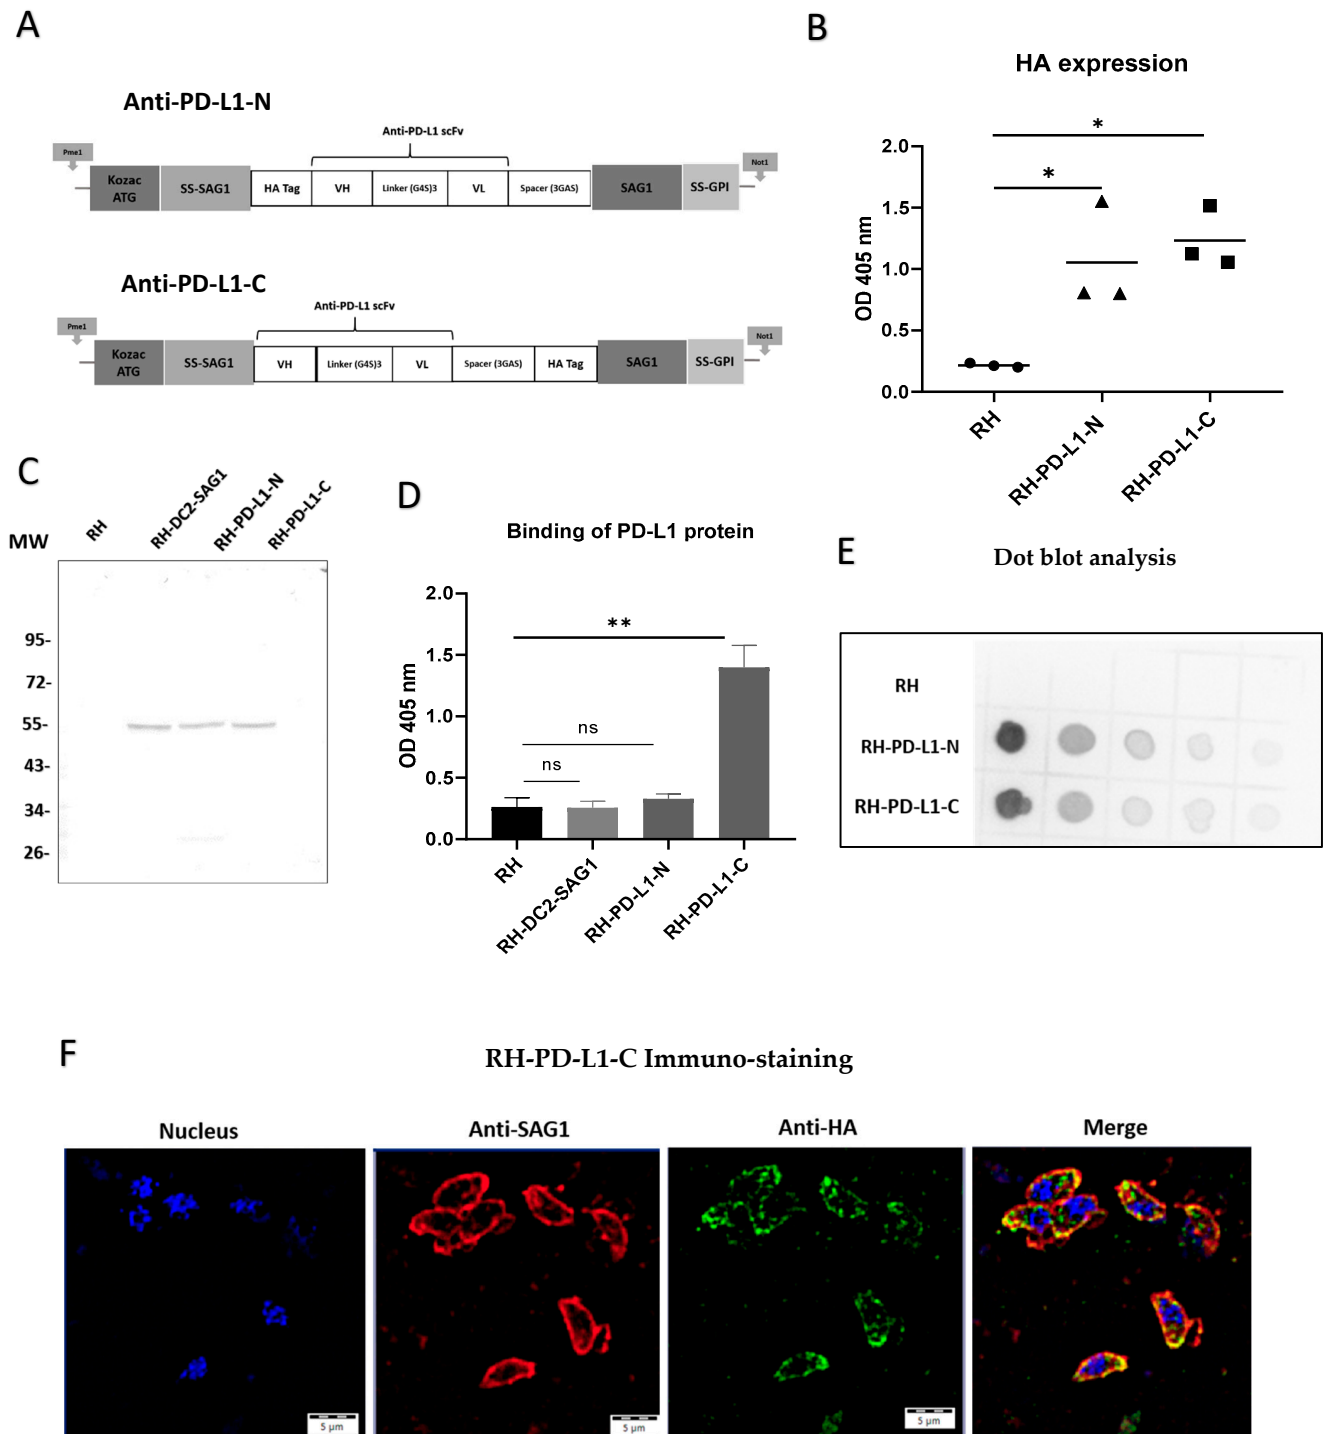 A
Anti-PD-L1-N
Anti-PD-L1 scFv
Pme1
Not1
Kozac
ATG
SS-SAG1
HA Tag
VH
Linker (G4S)3
VL
Spacer (3GAS)
SAG1
SS-GPI
Anti-PD-L1-C
Anti-PD-L1 scFv
Pme1
Not1
Kozac
ATG
SS-SAG1
VH
Linker (G4S)3
VL
Spacer (3GAS)
HA Tag
SAG1
SS-GPI
B
HA expression
OD 405 nm
2.0
1.5
1.0
0.5
0.0
*
*
RH
RH-PD-L1-N
RH-PD-L1-C
C
MW
RH
RH-DC2-SAG1
RH-PD-L1-N
RH-PD-L1-C
95-
72-
55-
43-
34-
26-
D
Binding of PD-L1 protein
OD 405 nm
2.0
1.5
1.0
0.5
0.0
**
ns
ns
RH
RH-DC2-SAG1
RH-PD-L1-N
RH-PD-L1-C
E
Dot blot analysis
RH
RH-PD-L1-N
RH-PD-L1-C
F
RH-PD-L1-C Immuno-staining
Nucleus
Anti-SAG1
Anti-HA
Merge
5 µm
5 µm
5 µm